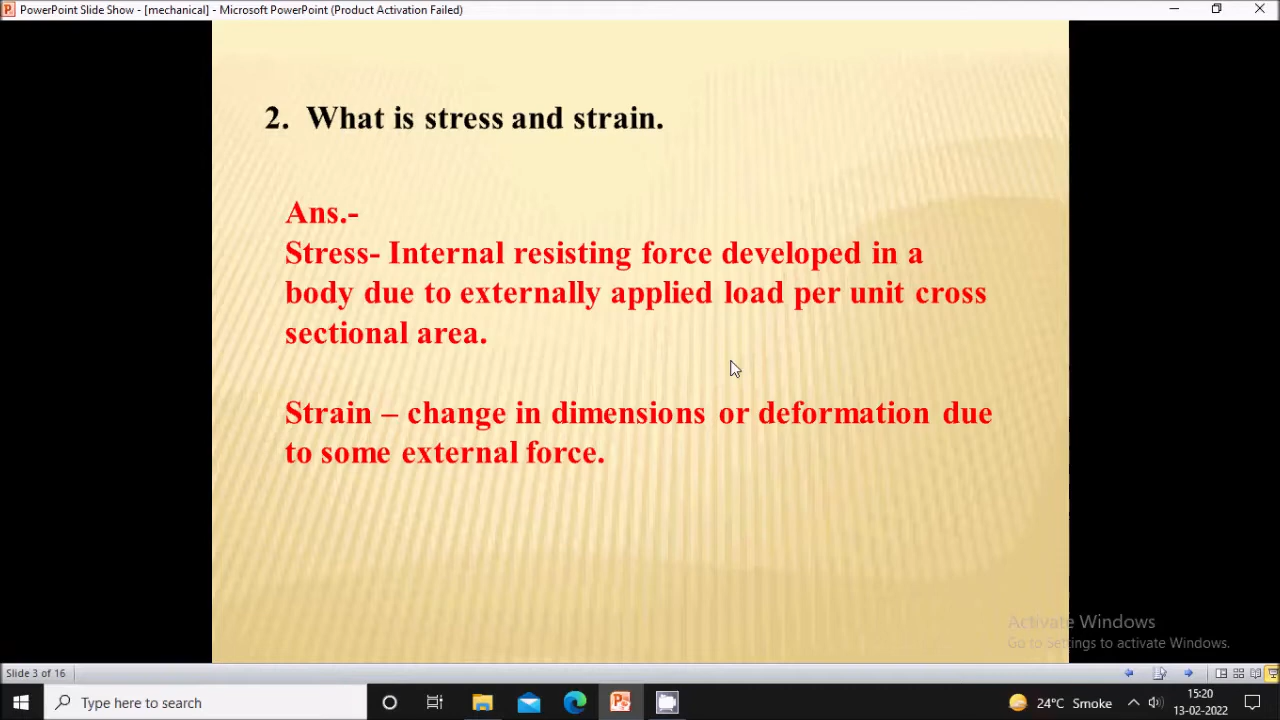 PowerPoint Slide Show - [mechanical] - Microsoft PowerPoint (Product Activation Failed)
2. What is stress and strain.
Ans.-
Stress- Internal resisting force developed in a
body due to externally applied load per unit cross
sectional area.
Strain – change in dimensions or deformation due
to some external force.
Activate Windows
Go to Settings to activate Windows.
Slide 3 of 16
Type here to search
24°C Smoke
15:20
13-02-2022